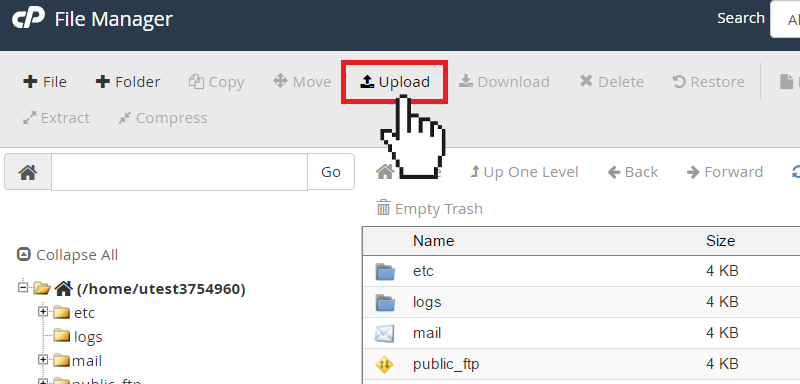 cP File Manager
Search
Al
File Folder Copy Move Upload Download Delete Restore
Extract Compress
Go
Up One Level Back Forward
Empty Trash
Collapse All
(/home/utest3754960)
etc
logs
mail
public_ftp
Name Size
etc 4 KB
logs 4 KB
mail 4 KB
public_ftp 4 KB